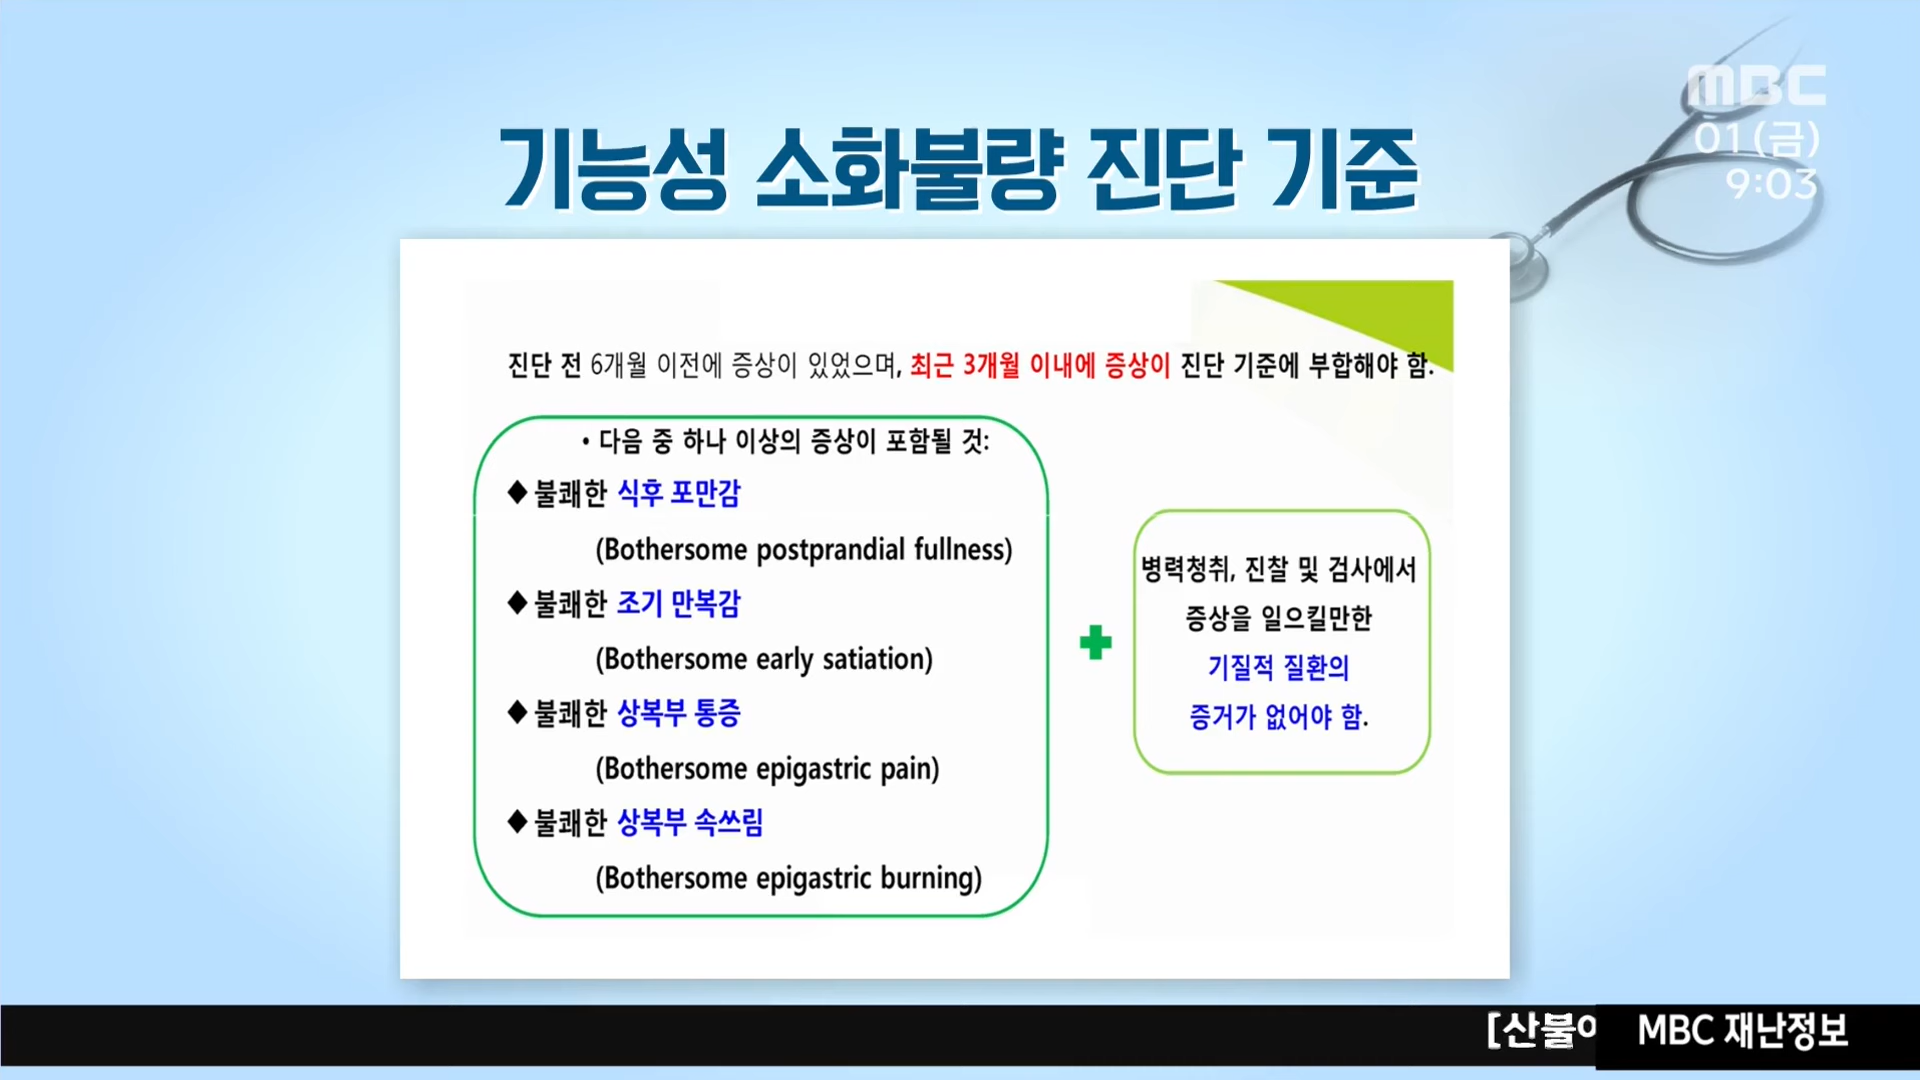 MBC
01(금)
9:03
기능성 소화불량 진단 기준
진단 전 6개월 이전에 증상이 있었으며, 최근 3개월 이내에 증상이 진단 기준에 부합해야 함.
• 다음 중 하나 이상의 증상이 포함될 것:
◆ 불쾌한 식후 포만감
(Bothersome postprandial fullness)
◆ 불쾌한 조기 만복감
(Bothersome early satiation)
◆ 불쾌한 상복부 통증
(Bothersome epigastric pain)
◆ 불쾌한 상복부 속쓰림
(Bothersome epigastric burning)
병력청취, 진찰 및 검사에서
증상을 일으킬만한
기질적 질환의
증거가 없어야 함.
[산불
MBC 재난정보